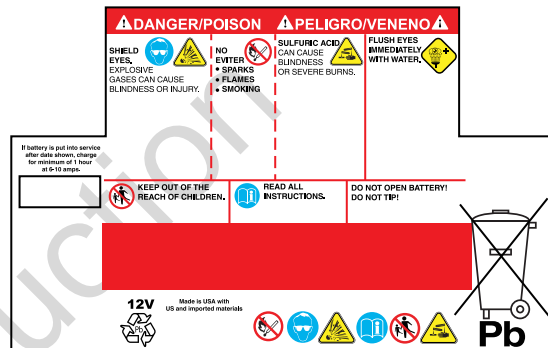 DANGER/POISON
PELIGRO/VENENO
SHIELD
EYES.
EXPLOSIVE
GASES CAN CAUSE
BLINDNESS OR INJURY.
NO
EVITER
• SPARKS
• FLAMES
• SMOKING
SULFURIC ACID
CAN CAUSE
BLINDNESS
OR SEVERE BURNS.
FLUSH EYES
IMMEDIATELY
WITH WATER.
If battery is put into service
after date shown, charge
for minimum of 1 hour
at 6-10 amps.
KEEP OUT OF THE
REACH OF CHILDREN.
READ ALL
INSTRUCTIONS.
DO NOT OPEN BATTERY!
DO NOT TIP!
12V
Pb
Made is USA with
US and imported materials
Pb
uction